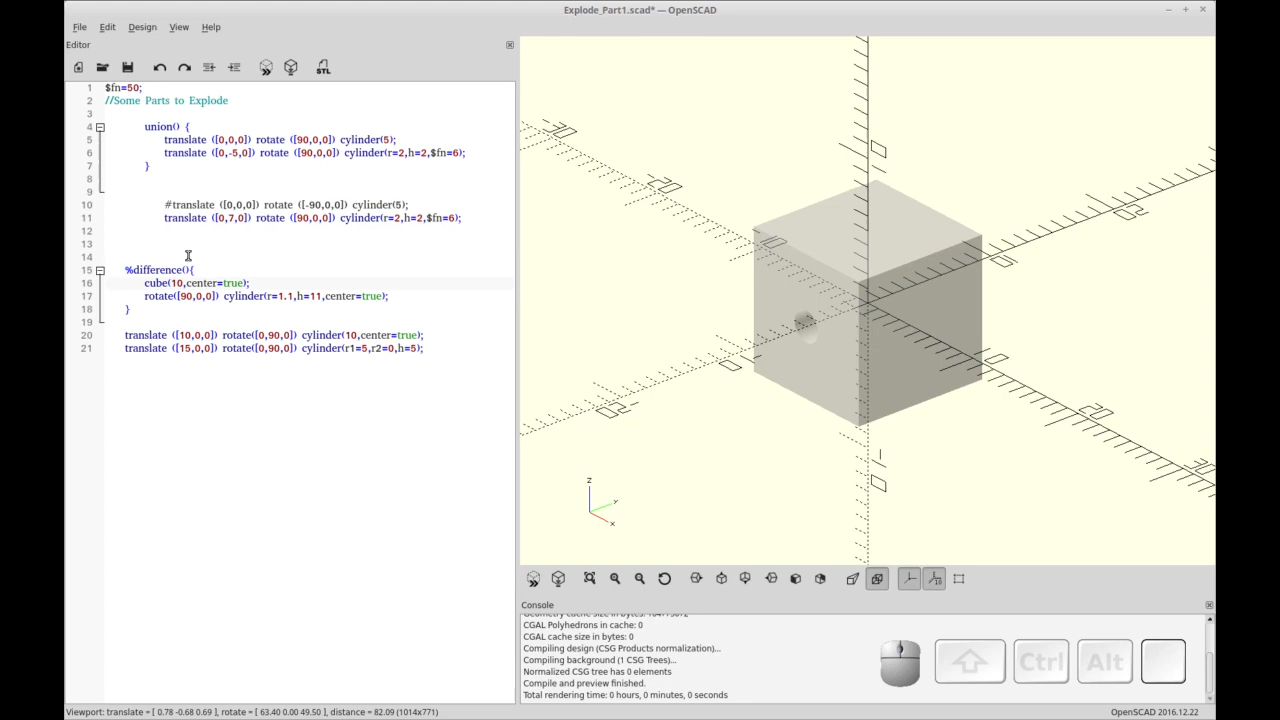 Explode_Part1.scad* — OpenSCAD
File Edit Design View Help
Editor
STL
1 $fn=50;
2 //Some Parts to Explode
3
4 union() {
5 translate ([0,0,0]) rotate ([90,0,0]) cylinder(5);
6 translate ([0,-5,0]) rotate ([90,0,0]) cylinder(r=2,h=2,$fn=6);
7 }
8
9
10 #translate ([0,0,0]) rotate ([-90,0,0]) cylinder(5);
11 translate ([0,7,0]) rotate ([90,0,0]) cylinder(r=2,h=2,$fn=6);
12
13
14
15 %difference(){
16 cube(10,center=true);
17 rotate([90,0,0]) cylinder(r=1.1,h=11,center=true);
18 }
19
20 translate ([10,0,0]) rotate([0,90,0]) cylinder(10,center=true);
21 translate ([15,0,0]) rotate([0,90,0]) cylinder(r1=5,r2=0,h=5);
z
y
x
10
Console
CGAL Polyhedrons in cache: 0
CGAL cache size in bytes: 0
Compiling design (CSG Products normalization)...
Compiling background (1 CSG Trees)...
Normalized CSG tree has 0 elements
Compile and preview finished.
Total rendering time: 0 hours, 0 minutes, 0 seconds
Ctrl Alt
Viewport: translate = [ 0.78 -0.68 0.69 ], rotate = [ 63.40 0.00 49.50 ], distance = 82.09 (1014x771)
OpenSCAD 2016.12.22